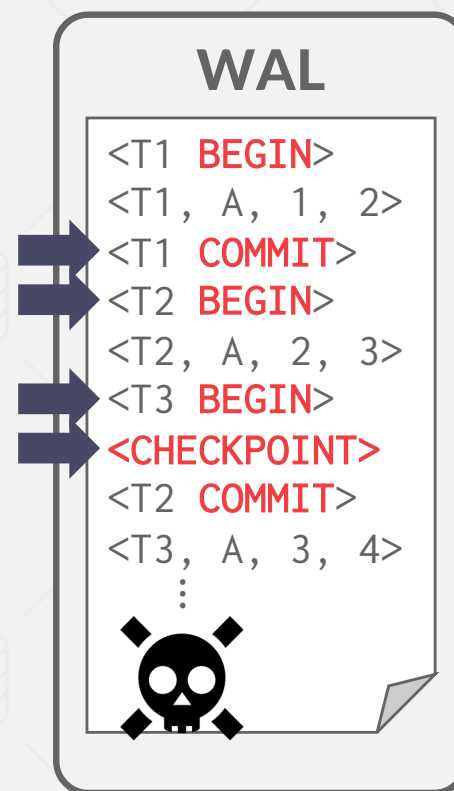 WAL
<T1 BEGIN>
<T1, A, 1, 2>
<T1 COMMIT>
<T2 BEGIN>
<T2, A, 2, 3>
<T3 BEGIN>
<CHECKPOINT>
<T2 COMMIT>
<T3, A, 3, 4>
⋮